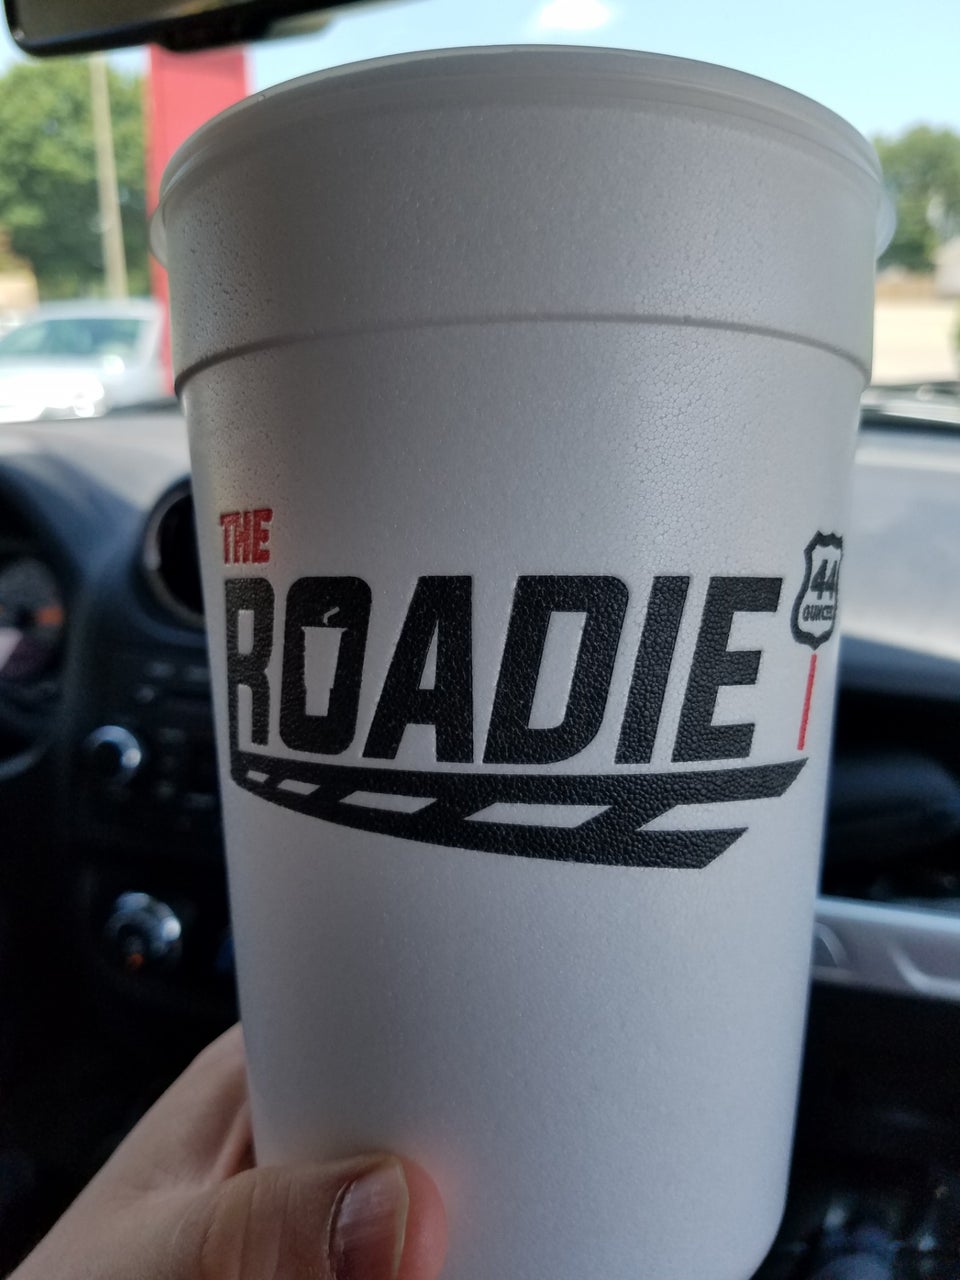 THE
ROADIE
44
OUNCES